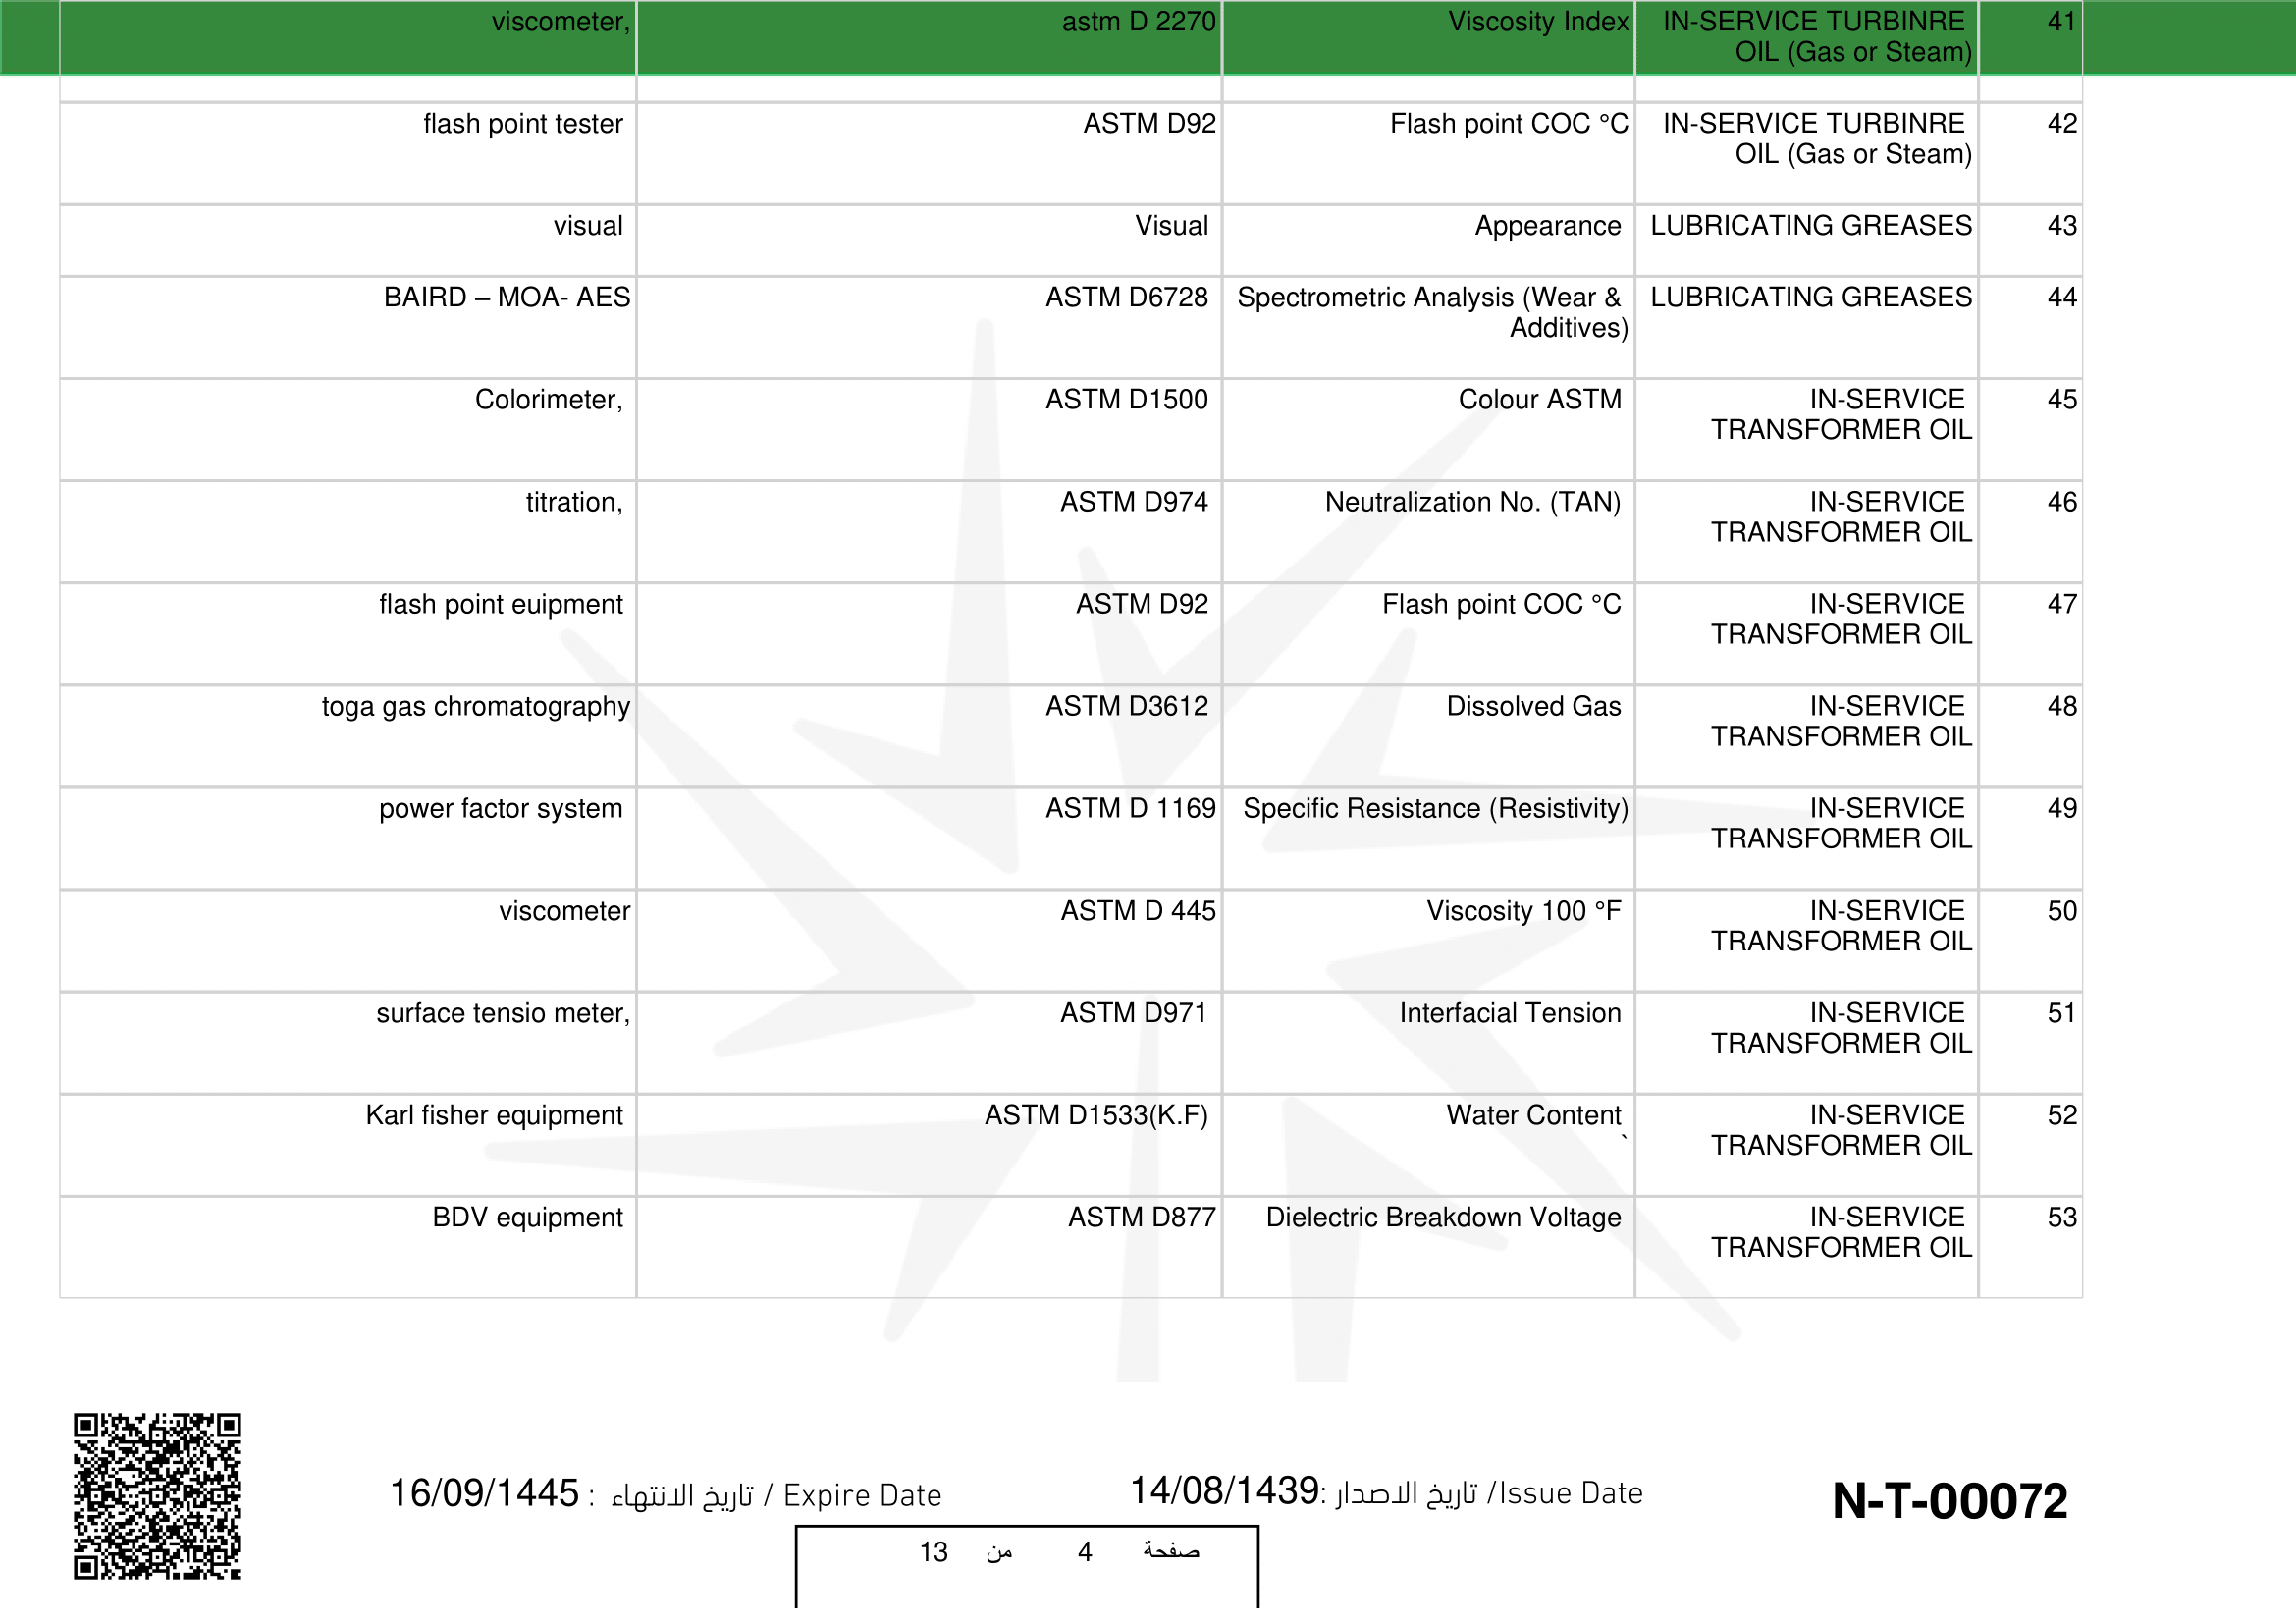 41 IN-SERVICE TURBINRE Viscosity Index astm D 2270 viscometer,
OIL (Gas or Steam)
42 IN-SERVICE TURBINRE Flash point COC °C ASTM D92 flash point tester
OIL (Gas or Steam)
43 LUBRICATING GREASES Appearance Visual visual
44 LUBRICATING GREASES Spectrometric Analysis (Wear & ASTM D6728 BAIRD – MOA- AES
Additives)
45 IN-SERVICE Colour ASTM ASTM D1500 Colorimeter,
TRANSFORMER OIL
46 IN-SERVICE Neutralization No. (TAN) ASTM D974 titration,
TRANSFORMER OIL
47 IN-SERVICE Flash point COC °C ASTM D92 flash point euipment
TRANSFORMER OIL
48 IN-SERVICE Dissolved Gas ASTM D3612 toga gas chromatography
TRANSFORMER OIL
49 IN-SERVICE Specific Resistance (Resistivity) ASTM D 1169 power factor system
TRANSFORMER OIL
50 IN-SERVICE Viscosity 100 °F ASTM D 445 viscometer
TRANSFORMER OIL
51 IN-SERVICE Interfacial Tension ASTM D971 surface tensio meter,
TRANSFORMER OIL
52 IN-SERVICE Water Content ASTM D1533(K.F) Karl fisher equipment
TRANSFORMER OIL `
53 IN-SERVICE Dielectric Breakdown Voltage ASTM D877 BDV equipment
TRANSFORMER OIL
N-T-00072
Issue Date/ تاريخ الاصدار :14/08/1439
Expire Date / تاريخ الانتهاء : 16/09/1445
صفحة 4 من 13